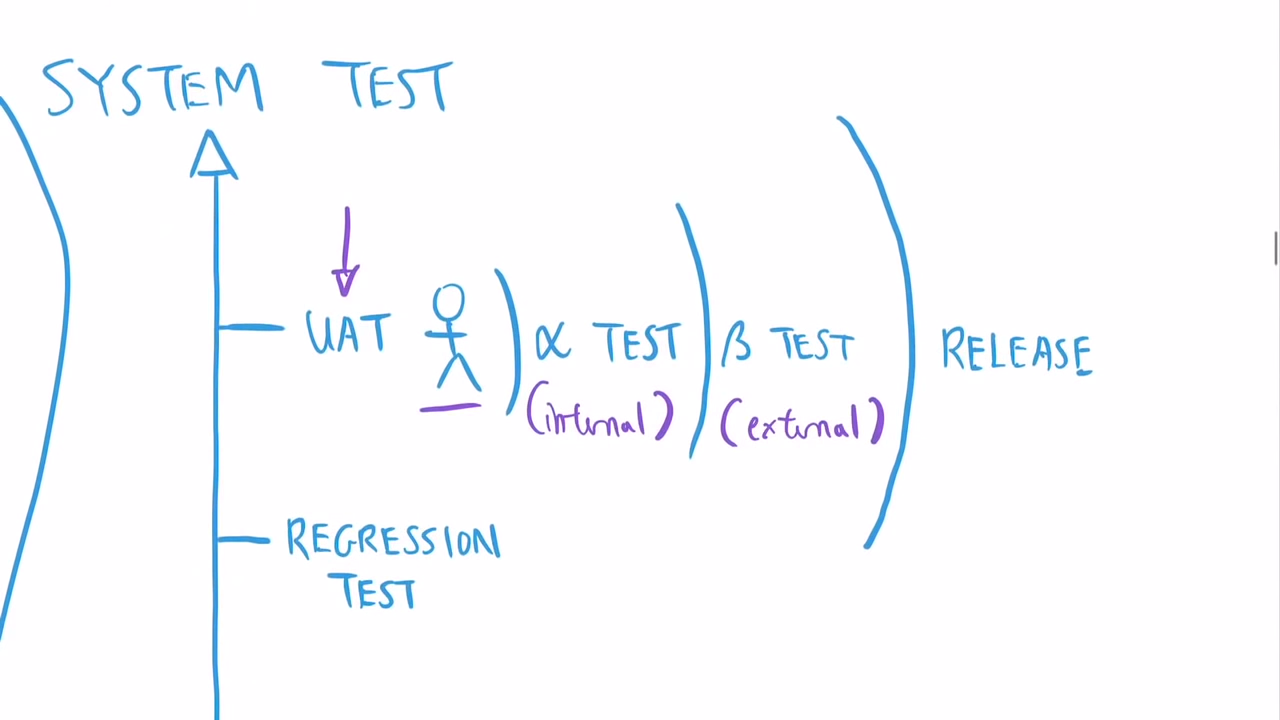 SYSTEM TEST
UAT
α TEST
(internal)
β TEST
(external)
RELEASE
REGRESSION
TEST